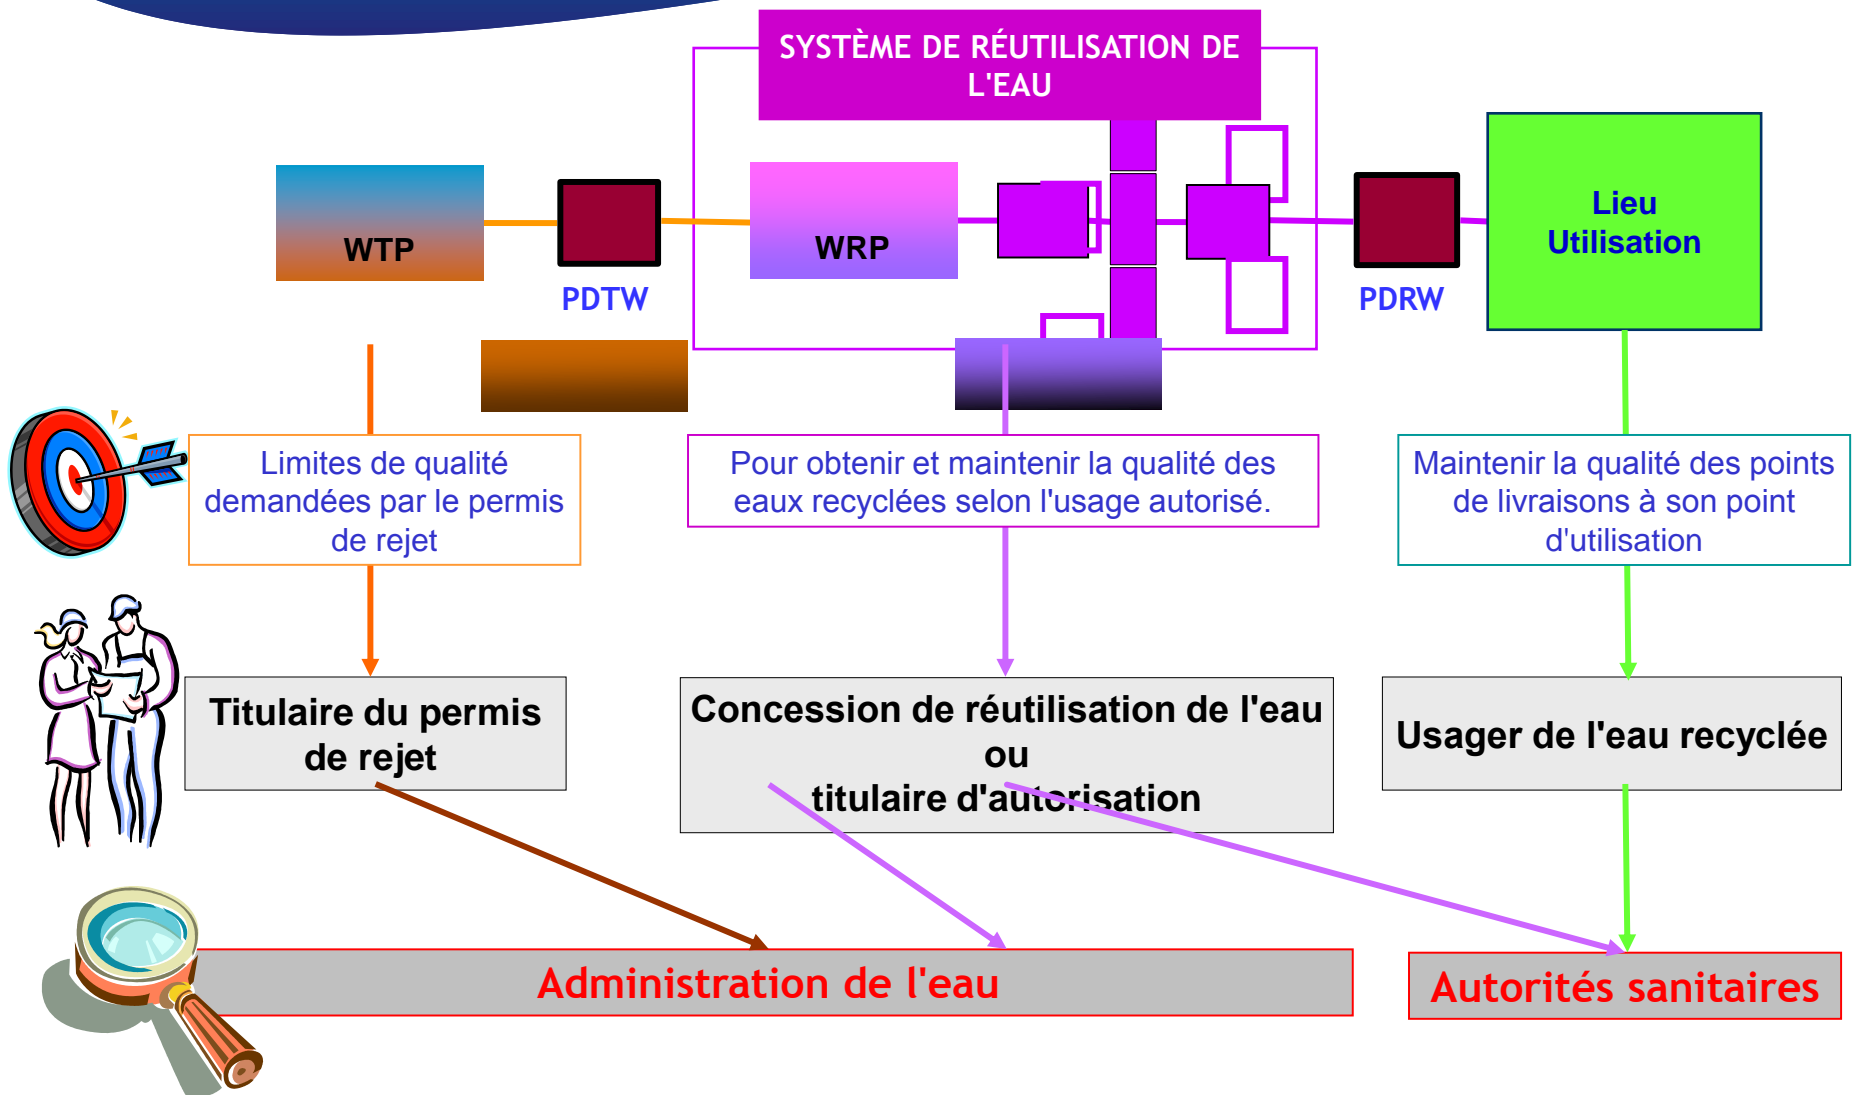 SYSTÈME DE RÉUTILISATION DE
L'EAU
WTP
PDTW
WRP
PDRW
Lieu
Utilisation
Limites de qualité
demandées par le permis
de rejet
Pour obtenir et maintenir la qualité des
eaux recyclées selon l'usage autorisé.
Maintenir la qualité des points
de livraisons à son point
d'utilisation
Titulaire du permis
de rejet
Concession de réutilisation de l'eau
ou
titulaire d'autorisation
Usager de l'eau recyclée
Administration de l'eau
Autorités sanitaires